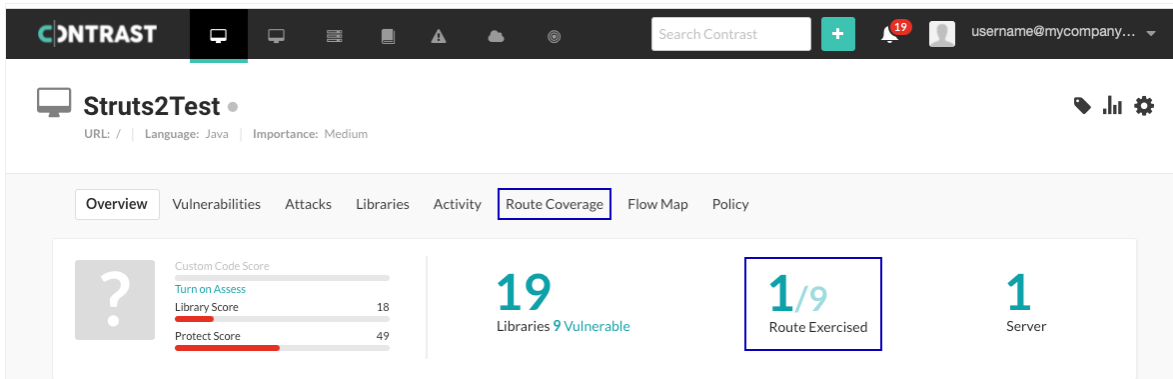 CONTRAST
Search Contrast
+
19
username@mycompany...
Struts2Test
URL: / | Language: Java | Importance: Medium
Overview Vulnerabilities Attacks Libraries Activity Route Coverage Flow Map Policy
?
Custom Code Score
Turn on Assess
Library Score 18
Protect Score 49
19
Libraries 9 Vulnerable
1/9
Route Exercised
1
Server